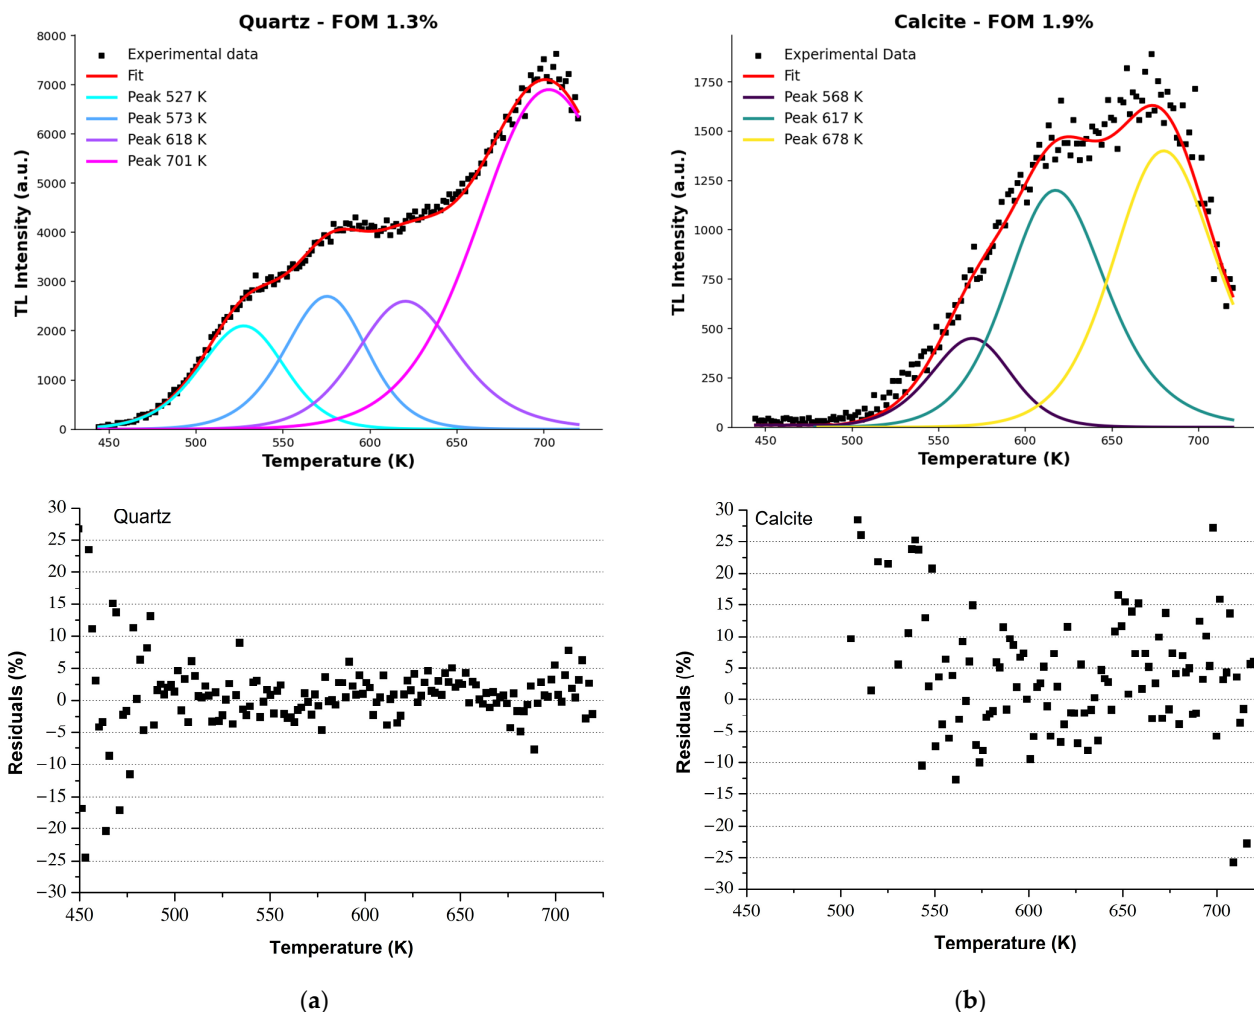 Quartz - FOM 1.3%
8000
7000
6000
5000
4000
3000
2000
1000
0
TL Intensity (a.u.)
Experimental data
Fit
Peak 527 K
Peak 573 K
Peak 618 K
Peak 701 K
450 500 550 600 650 700
Temperature (K)
Calcite - FOM 1.9%
1750
1500
1250
1000
750
500
250
0
TL Intensity (a.u.)
Experimental Data
Fit
Peak 568 K
Peak 617 K
Peak 678 K
450 500 550 600 650 700
Temperature (K)
Quartz
30
25
20
15
10
5
0
−5
−10
−15
−20
−25
−30
Residuals (%)
450 500 550 600 650 700
Temperature (K)
Calcite
30
25
20
15
10
5
0
−5
−10
−15
−20
−25
−30
Residuals (%)
450 500 550 600 650 700
Temperature (K)
(a)
(b)